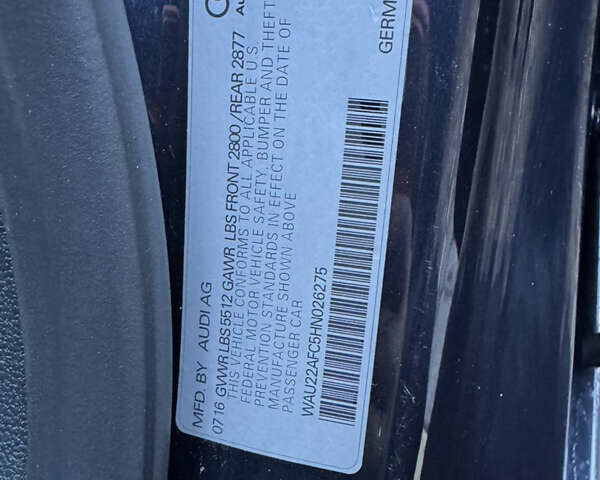 MFD. BY AUDI AG
07 16 GVWR LBS 5512 GAWR LBS FRONT 2800 /REAR 2877
THIS VEHICLE CONFORMS TO ALL APPLICABLE U.S.
FEDERAL MOTOR VEHICLE SAFETY, BUMPER AND THEFT
PREVENTION STANDARDS IN EFFECT ON THE DATE OF
MANUFACTURE SHOWN ABOVE
PASSENGER CAR
WAU22AFC5HN026275